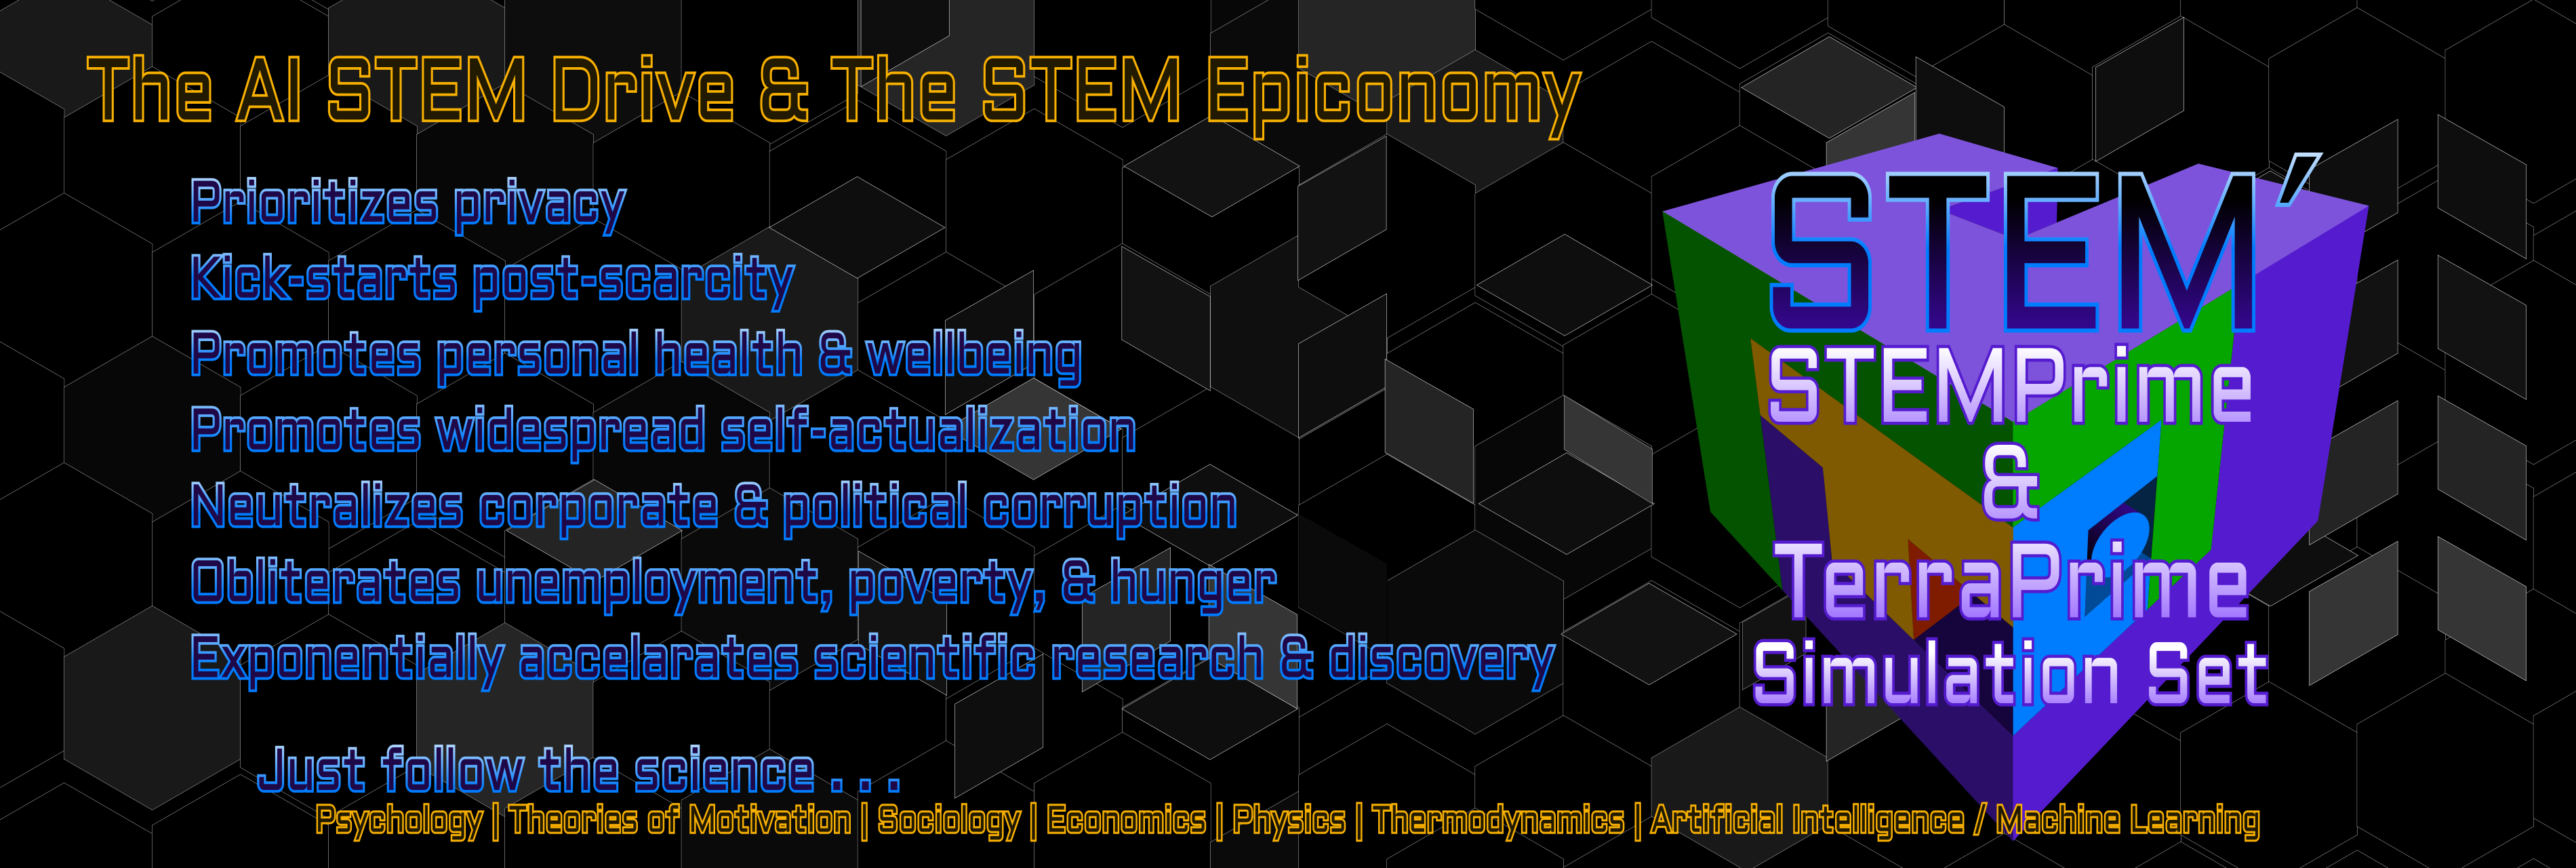 The AI STEM Drive & The STEM Epiconomy
Prioritizes privacy
Kick-starts post-scarcity
Promotes personal health & wellbeing
Promotes widespread self-actualization
Neutralizes corporate & political corruption
Obliterates unemployment, poverty, & hunger
Exponentially accelarates scientific research & discovery
Just follow the science . . .
Psychology | Theories of Motivation | Sociology | Economics | Physics | Thermodynamics | Artificial Intelligence / Machine Learning
STEM′
STEMPrime
&
TerraPrime
Simulation Set